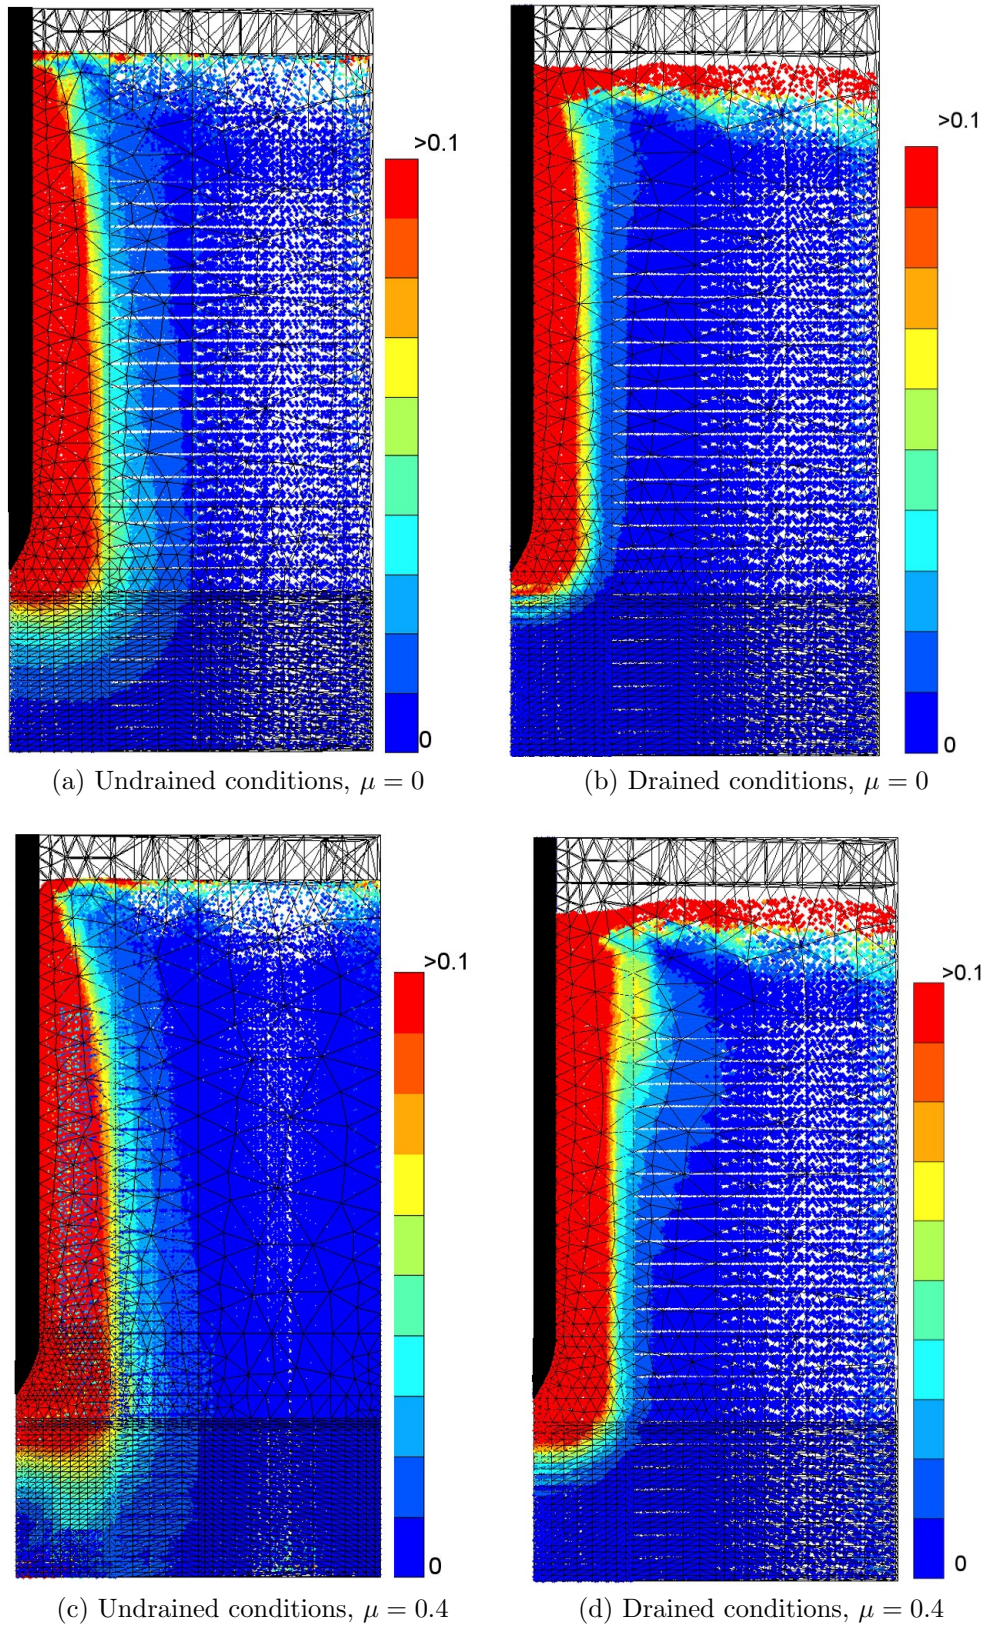 >0.1
0
>0.1
0
(a) Undrained conditions, μ = 0
(b) Drained conditions, μ = 0
>0.1
0
>0.1
0
(c) Undrained conditions, μ = 0.4
(d) Drained conditions, μ = 0.4